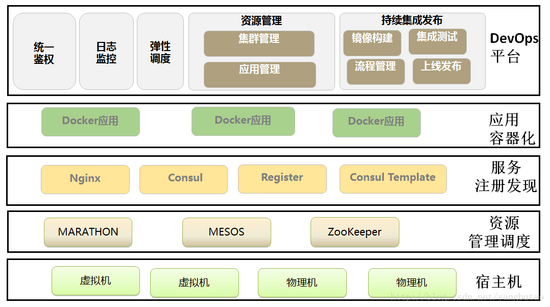 统一
鉴权
日志
监控
弹性
调度
资源管理
集群管理
应用管理
持续集成发布
镜像构建
集成测试
流程管理
上线发布
DevOps
平台
Docker应用
Docker应用
Docker应用
应用
容器化
Nginx
Consul
Register
Consul Template
服务
注册发现
MARATHON
MESOS
ZooKeeper
资源
管理调度
虚拟机
虚拟机
物理机
物理机
宿主机